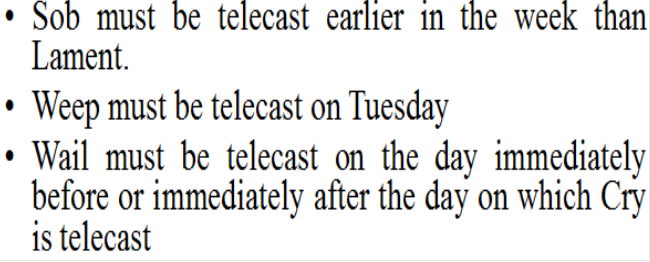 • Sob must be telecast earlier in the week than
Lament.
• Weep must be telecast on Tuesday
• Wail must be telecast on the day immediately
before or immediately after the day on which Cry
is telecast